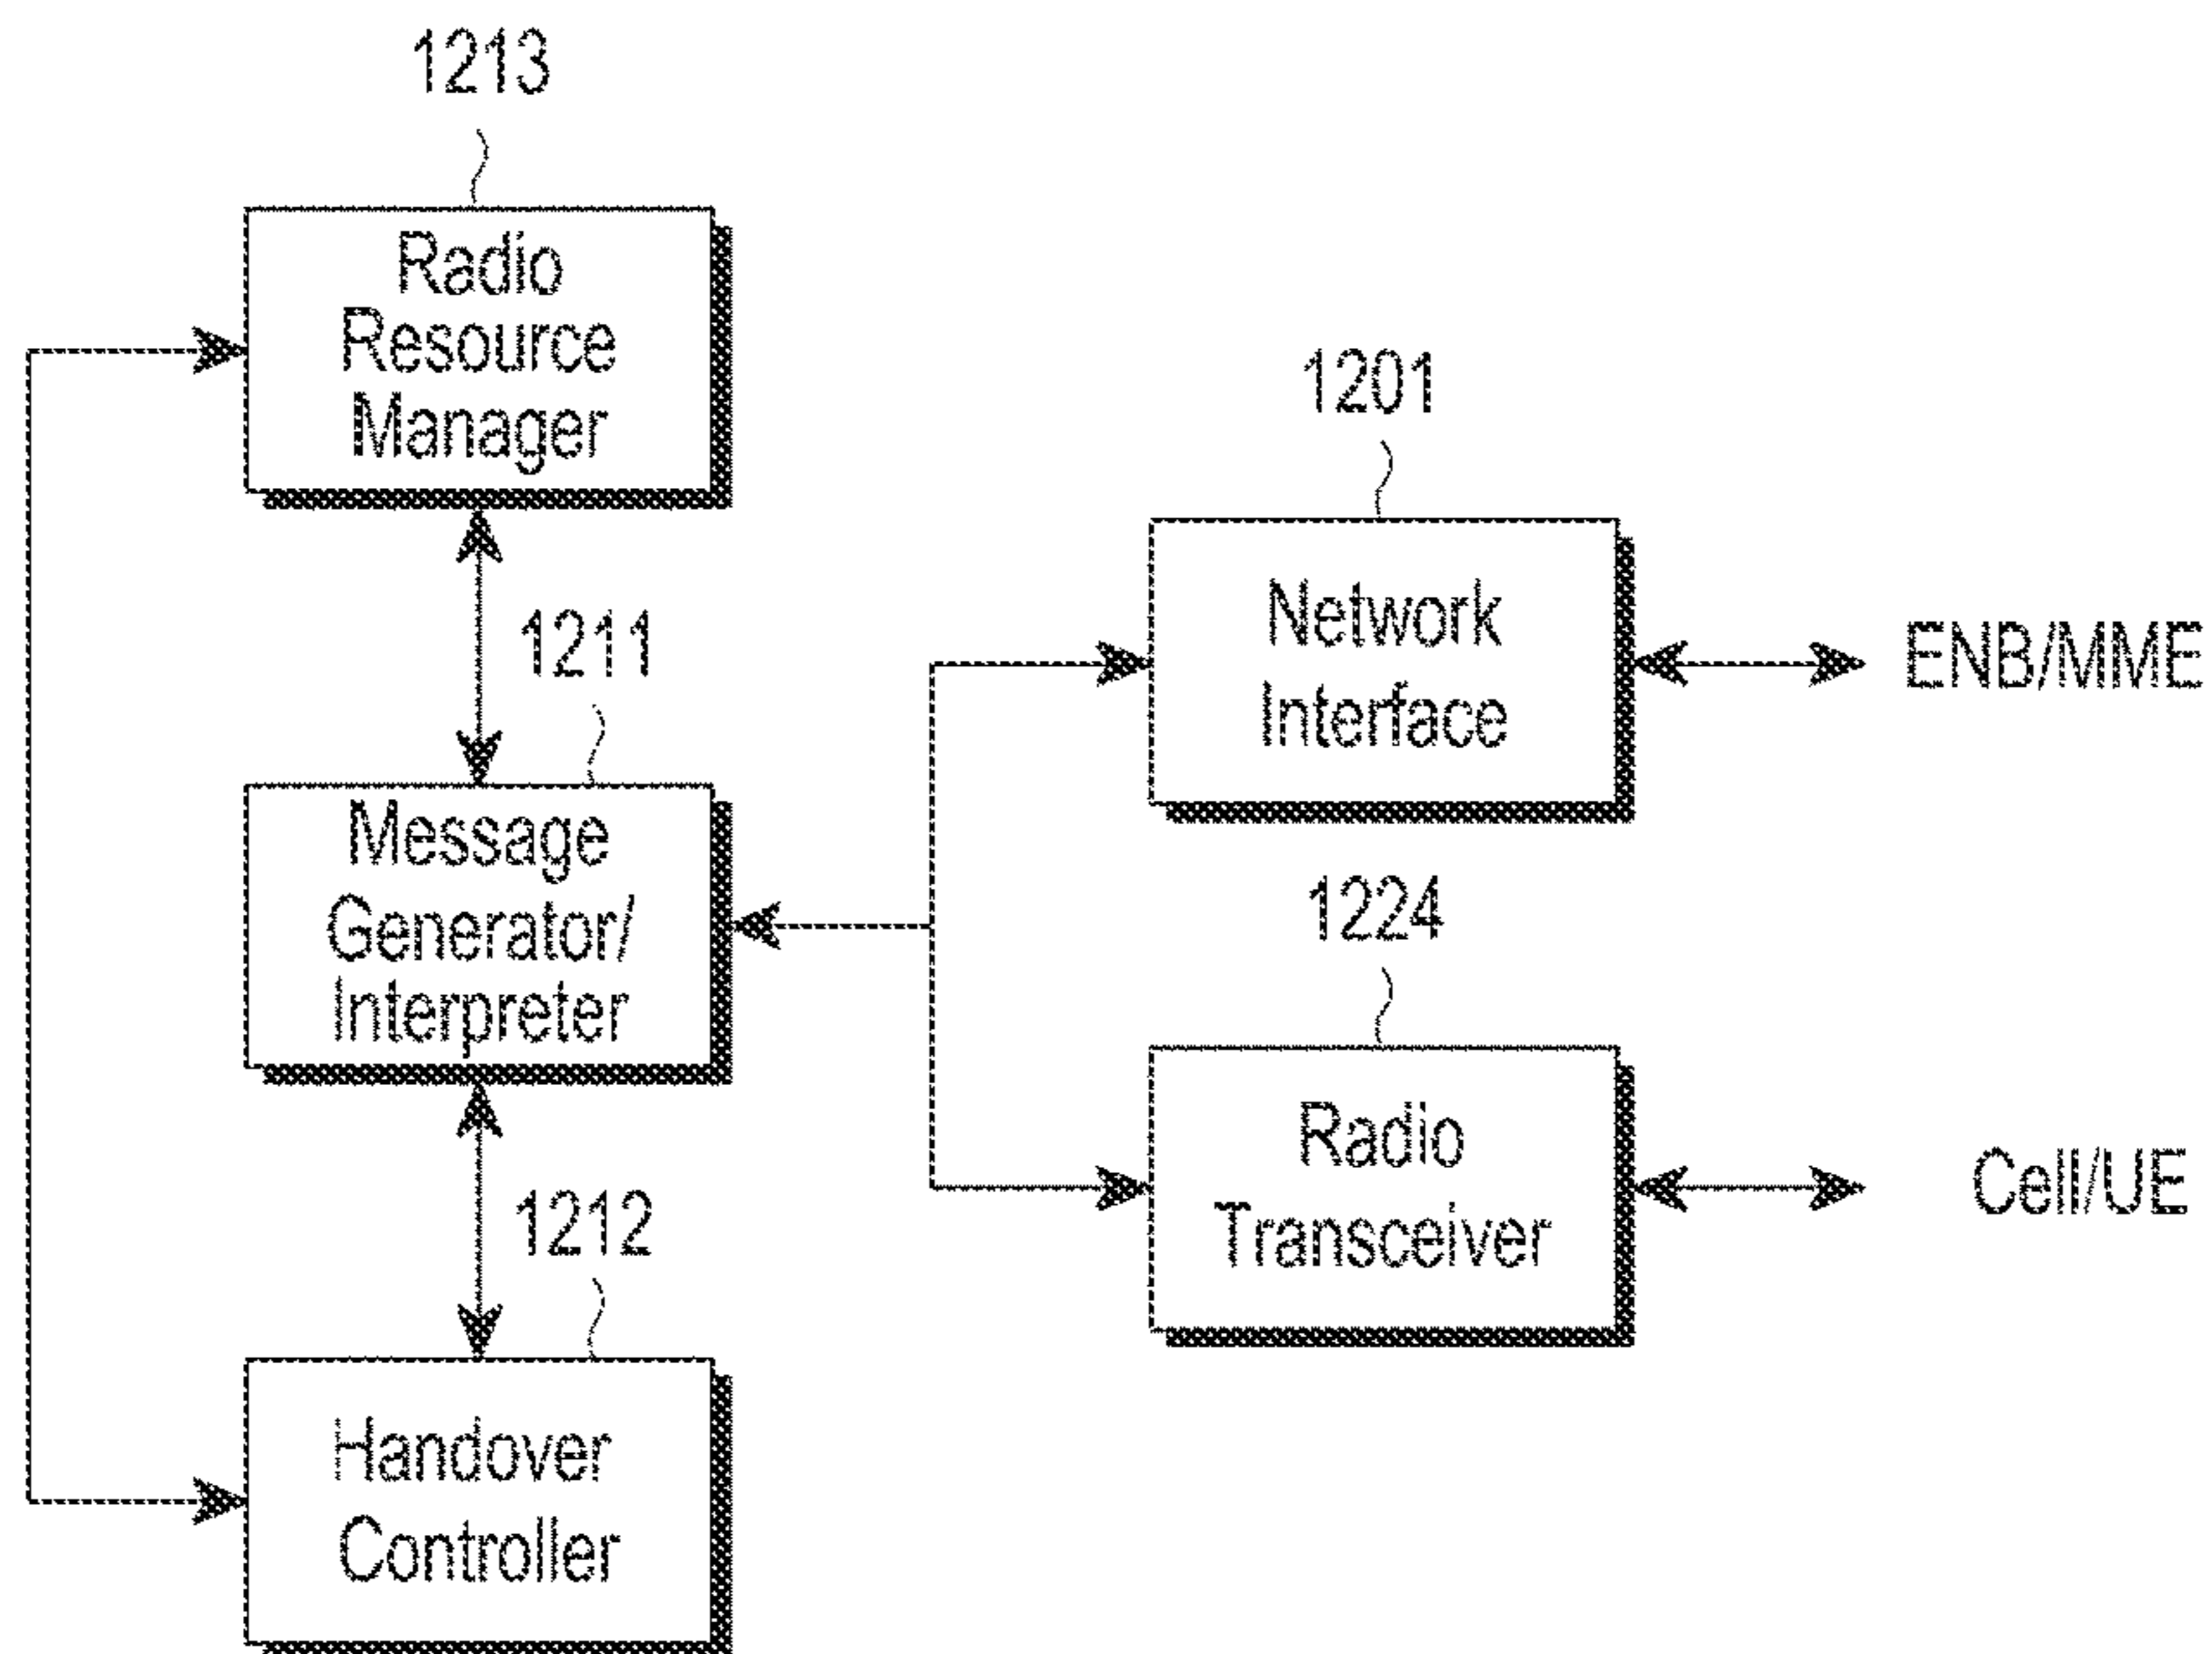 1213
Radio
Resource
Manager
1211
Message
Generator/
Interpreter
1212
Handover
Controller
1201
Network
Interface
ENB/MME
1224
Radio
Transceiver
Cell/UE